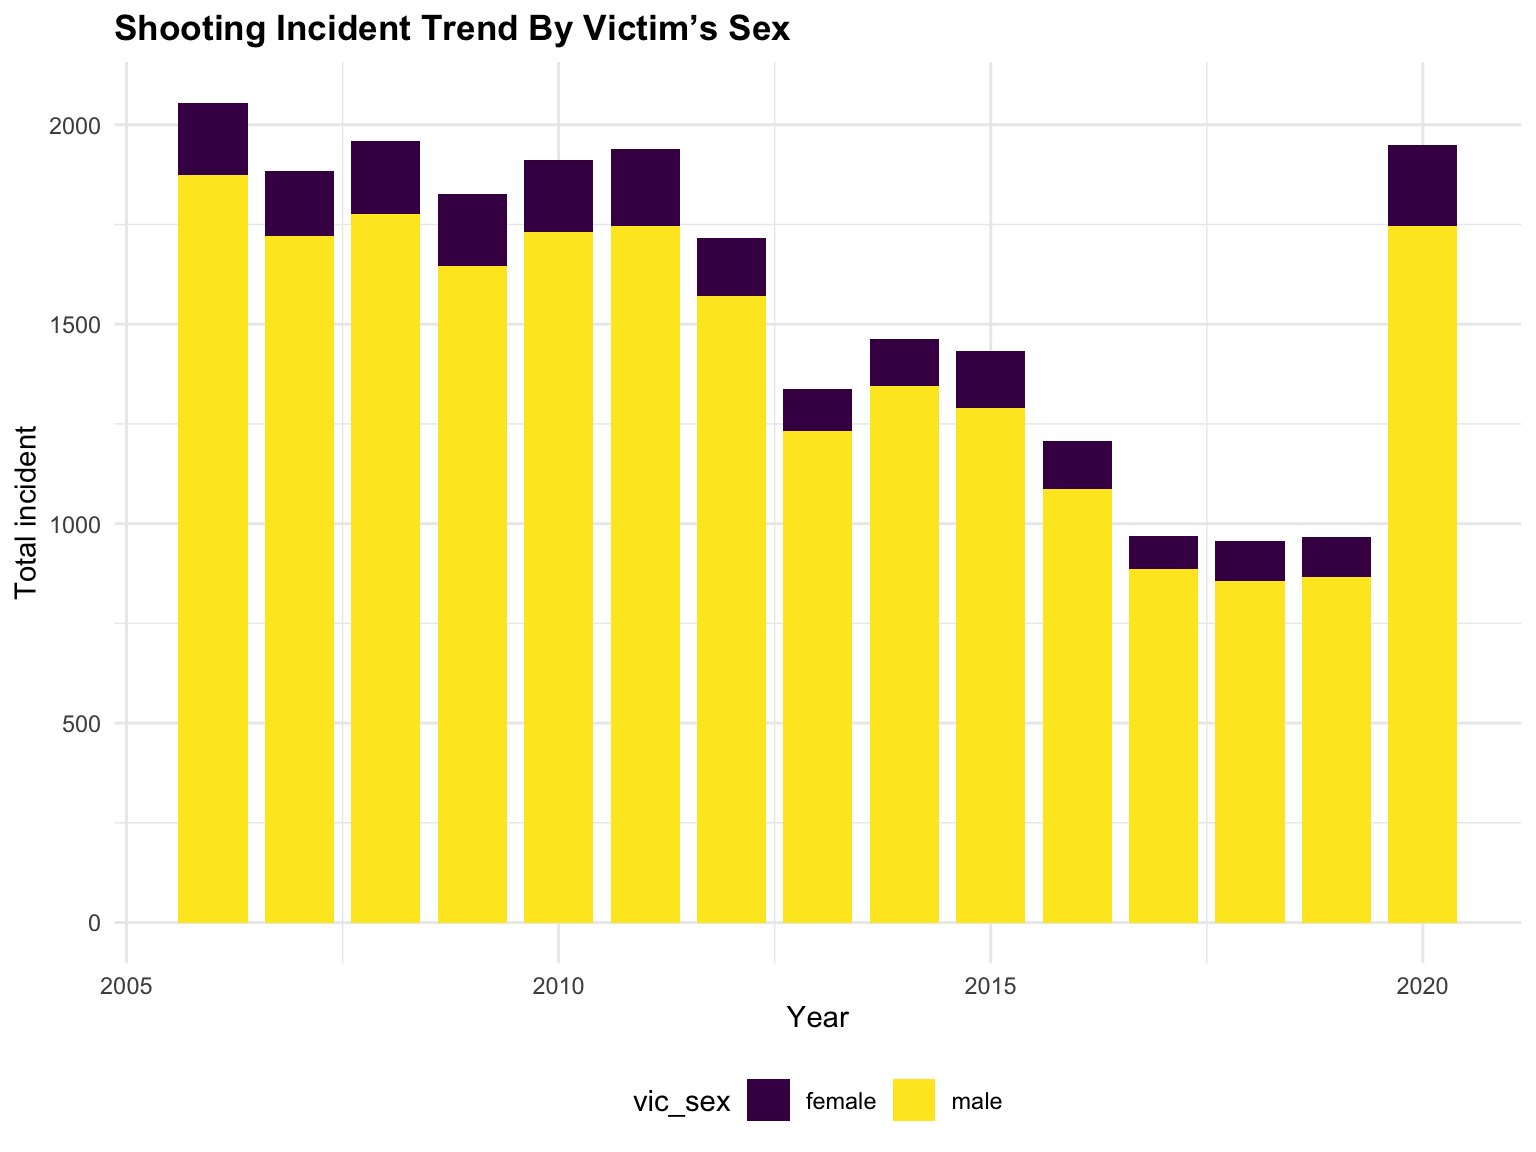 Shooting Incident Trend By Victim’s Sex
2000
1500
1000
500
0
Total incident
2005 2010 2015 2020
Year
vic_sex female male